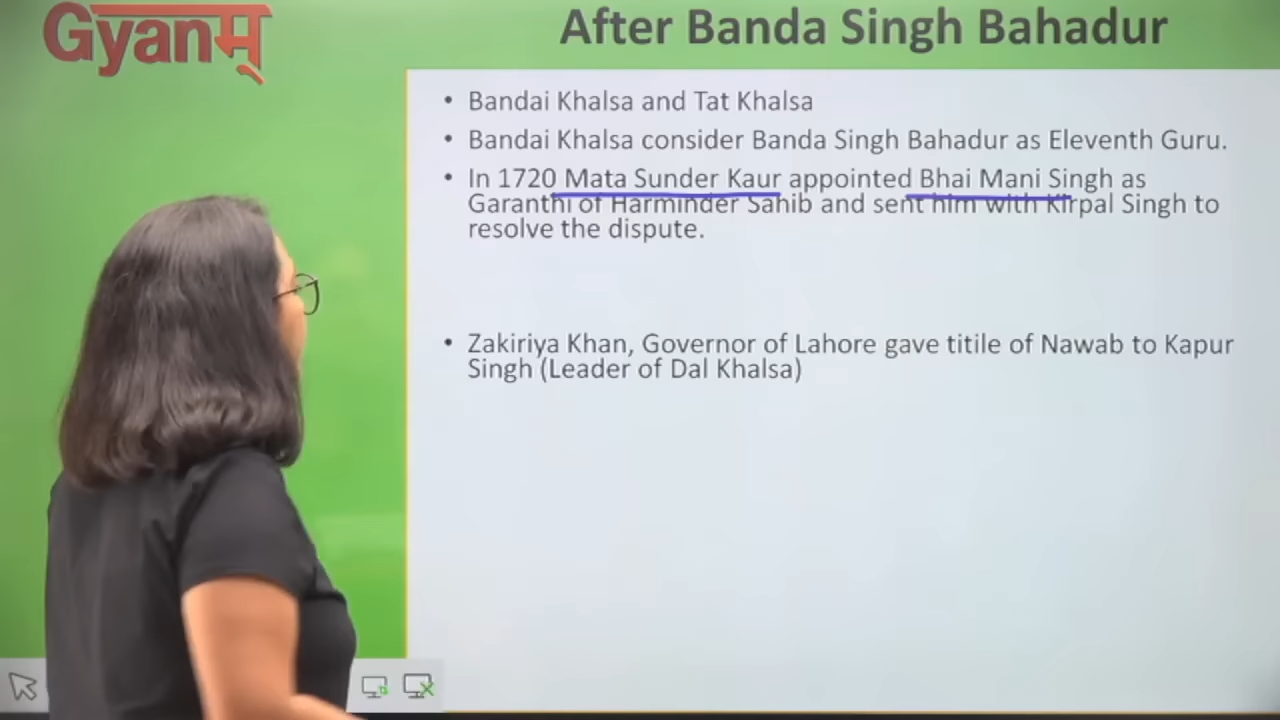 Gyanम्
After Banda Singh Bahadur
• Bandai Khalsa and Tat Khalsa
• Bandai Khalsa consider Banda Singh Bahadur as Eleventh Guru.
• In 1720 Mata Sunder Kaur appointed Bhai Mani Singh as
Garanthi of Harminder Sahib and sent him with Kirpal Singh to
resolve the dispute.
• Zakiriya Khan, Governor of Lahore gave titile of Nawab to Kapur
Singh (Leader of Dal Khalsa)